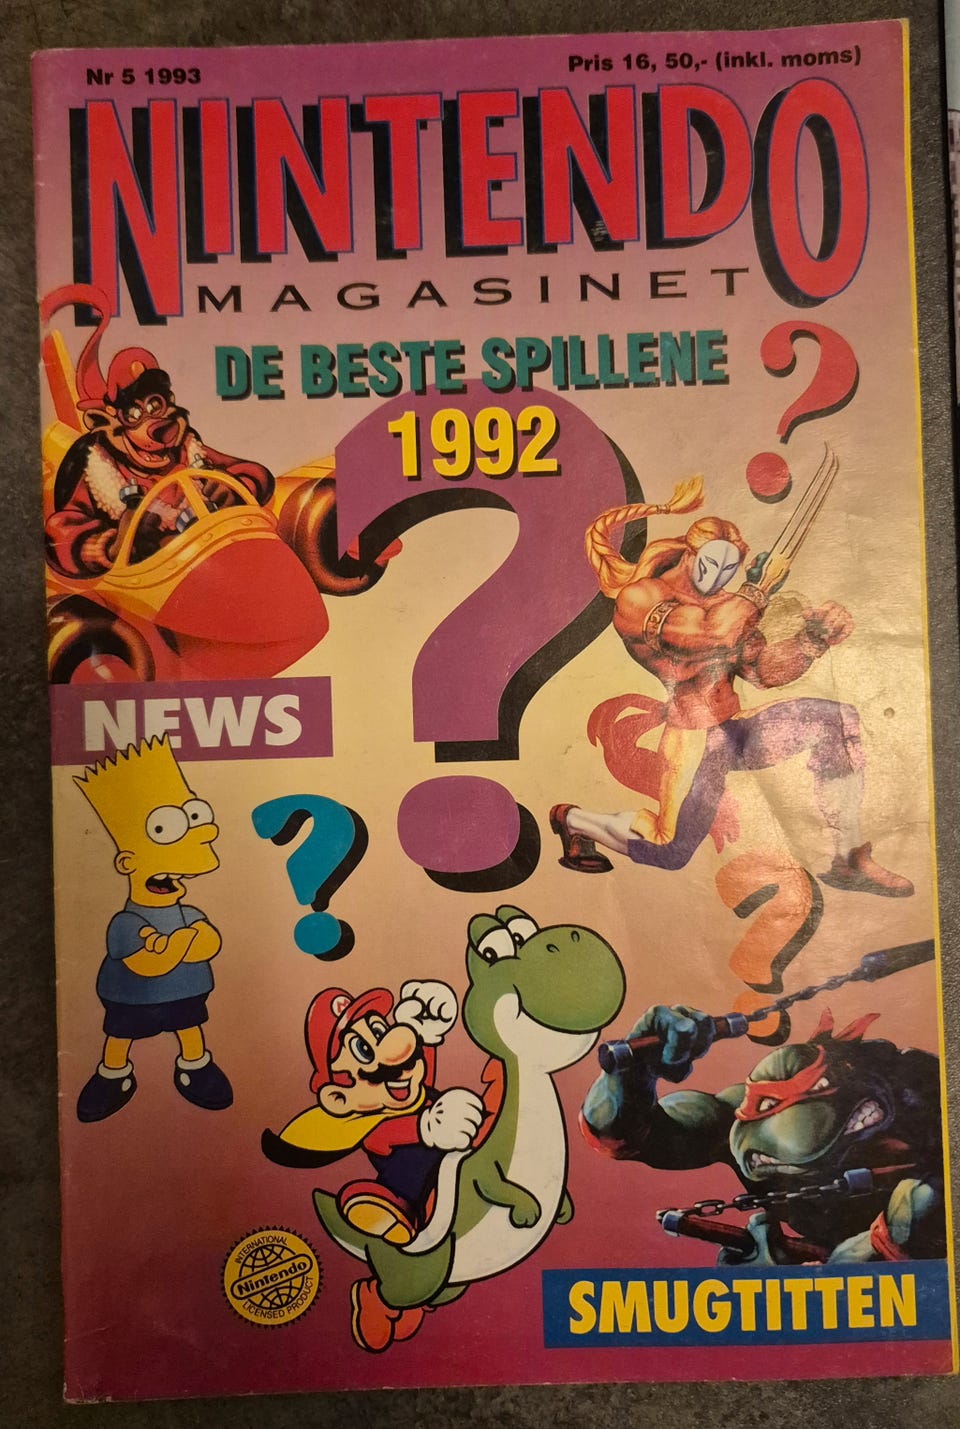 Nr 5 1993
Pris 16, 50,- (inkl. moms)
NINTENDO
MAGASINET
DE BESTE SPILLENE
1992
NEWS
M
INTERNATIONAL
Nintendo
LICENSED PRODUCT
SMUGTITTEN